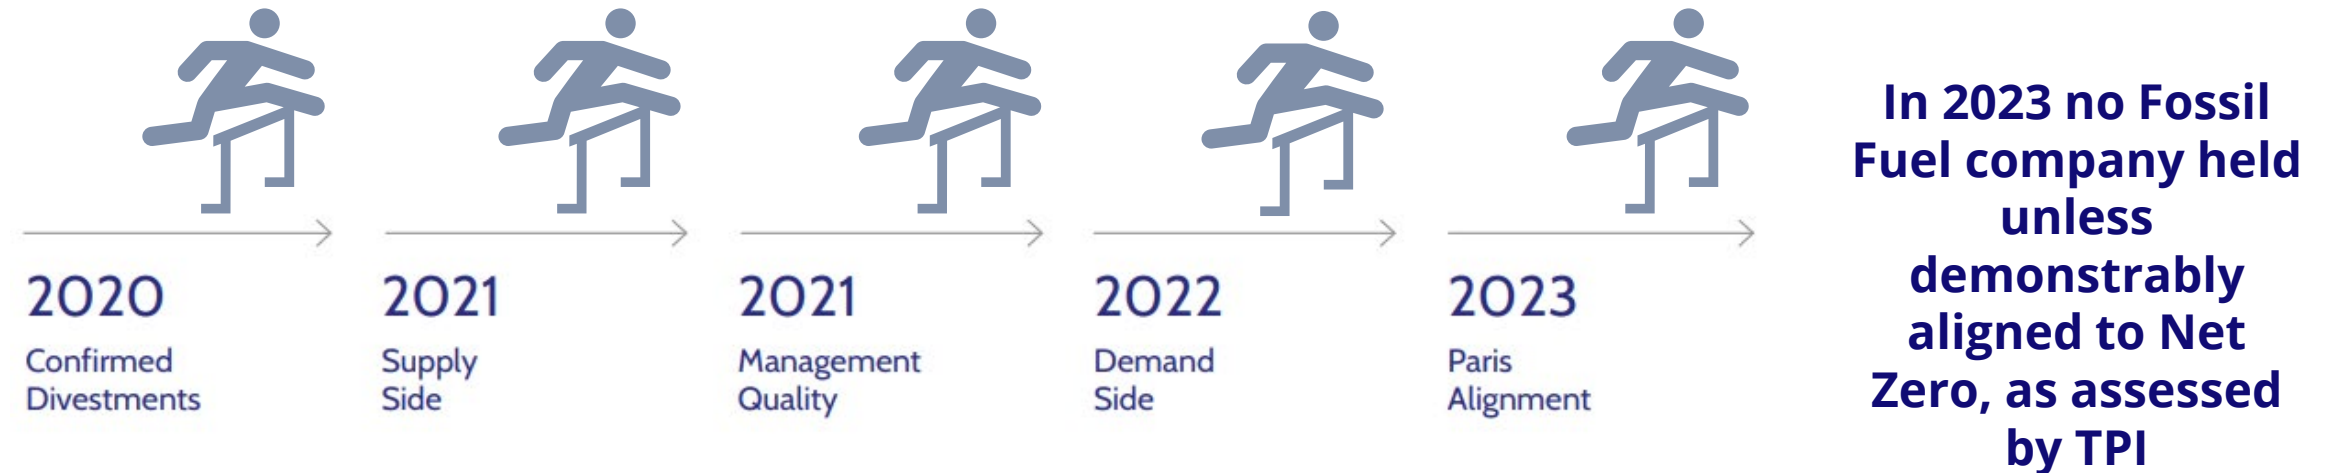 2020
Confirmed
Divestments
2021
Supply
Side
2021
Management
Quality
2022
Demand
Side
2023
Paris
Alignment
In 2023 no Fossil
Fuel company held
unless
demonstrably
aligned to Net
Zero, as assessed
by TPI